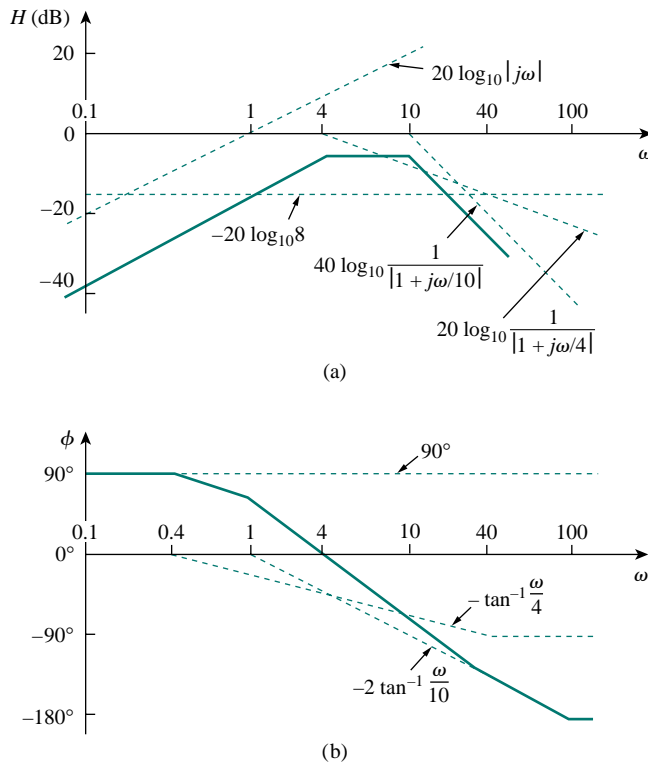 H (dB)
20
20 log₁₀|jω|
0.1 1 4 10 40 100
0
ω
−20
−20 log₁₀8
40 log₁₀ 1/|1 + jω/10|
−40
20 log₁₀ 1/|1 + jω/4|
(a)
ϕ
90°
90°
0.1 0.4 1 4 10 40 100
0°
ω
− tan⁻¹ ω/4
−90°
−2 tan⁻¹ ω/10
−180°
(b)